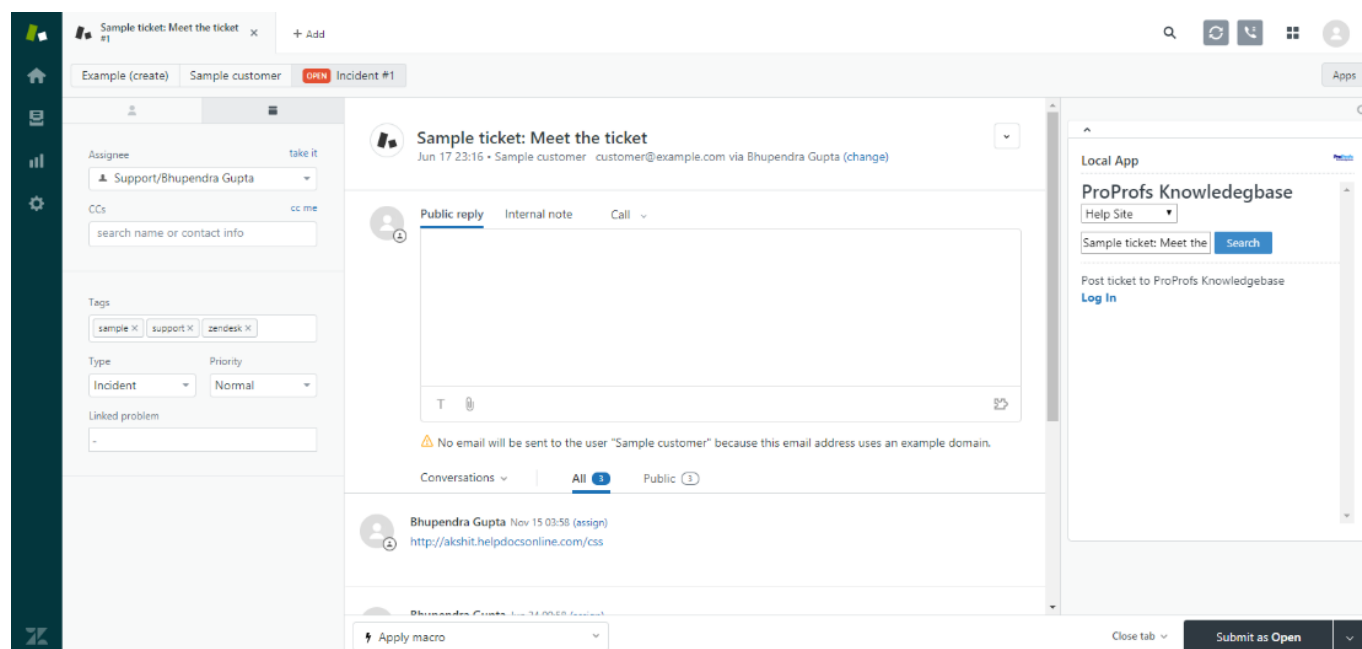 Sample ticket: Meet the ticket
#1
× + Add
Example (create) Sample customer OPEN Incident #1
Apps
Assignee take it
Support/Bhupendra Gupta
CCs cc me
search name or contact info
Tags
sample × support × zendesk ×
Type Priority
Incident Normal
Linked problem
-
Sample ticket: Meet the ticket
Jun 17 23:16 • Sample customer customer@example.com via Bhupendra Gupta (change)
Public reply Internal note Call
T
No email will be sent to the user "Sample customer" because this email address uses an example domain.
Conversations All 3 Public 3
Bhupendra Gupta Nov 15 03:58 (assign)
http://akshit.helpdocsonline.com/css
Bhupendra Gupta
Apply macro
Close tab Submit as Open
Local App ProProfs
ProProfs Knowledegbase
Help Site
Sample ticket: Meet the Search
Post ticket to ProProfs Knowledgebase
Log In